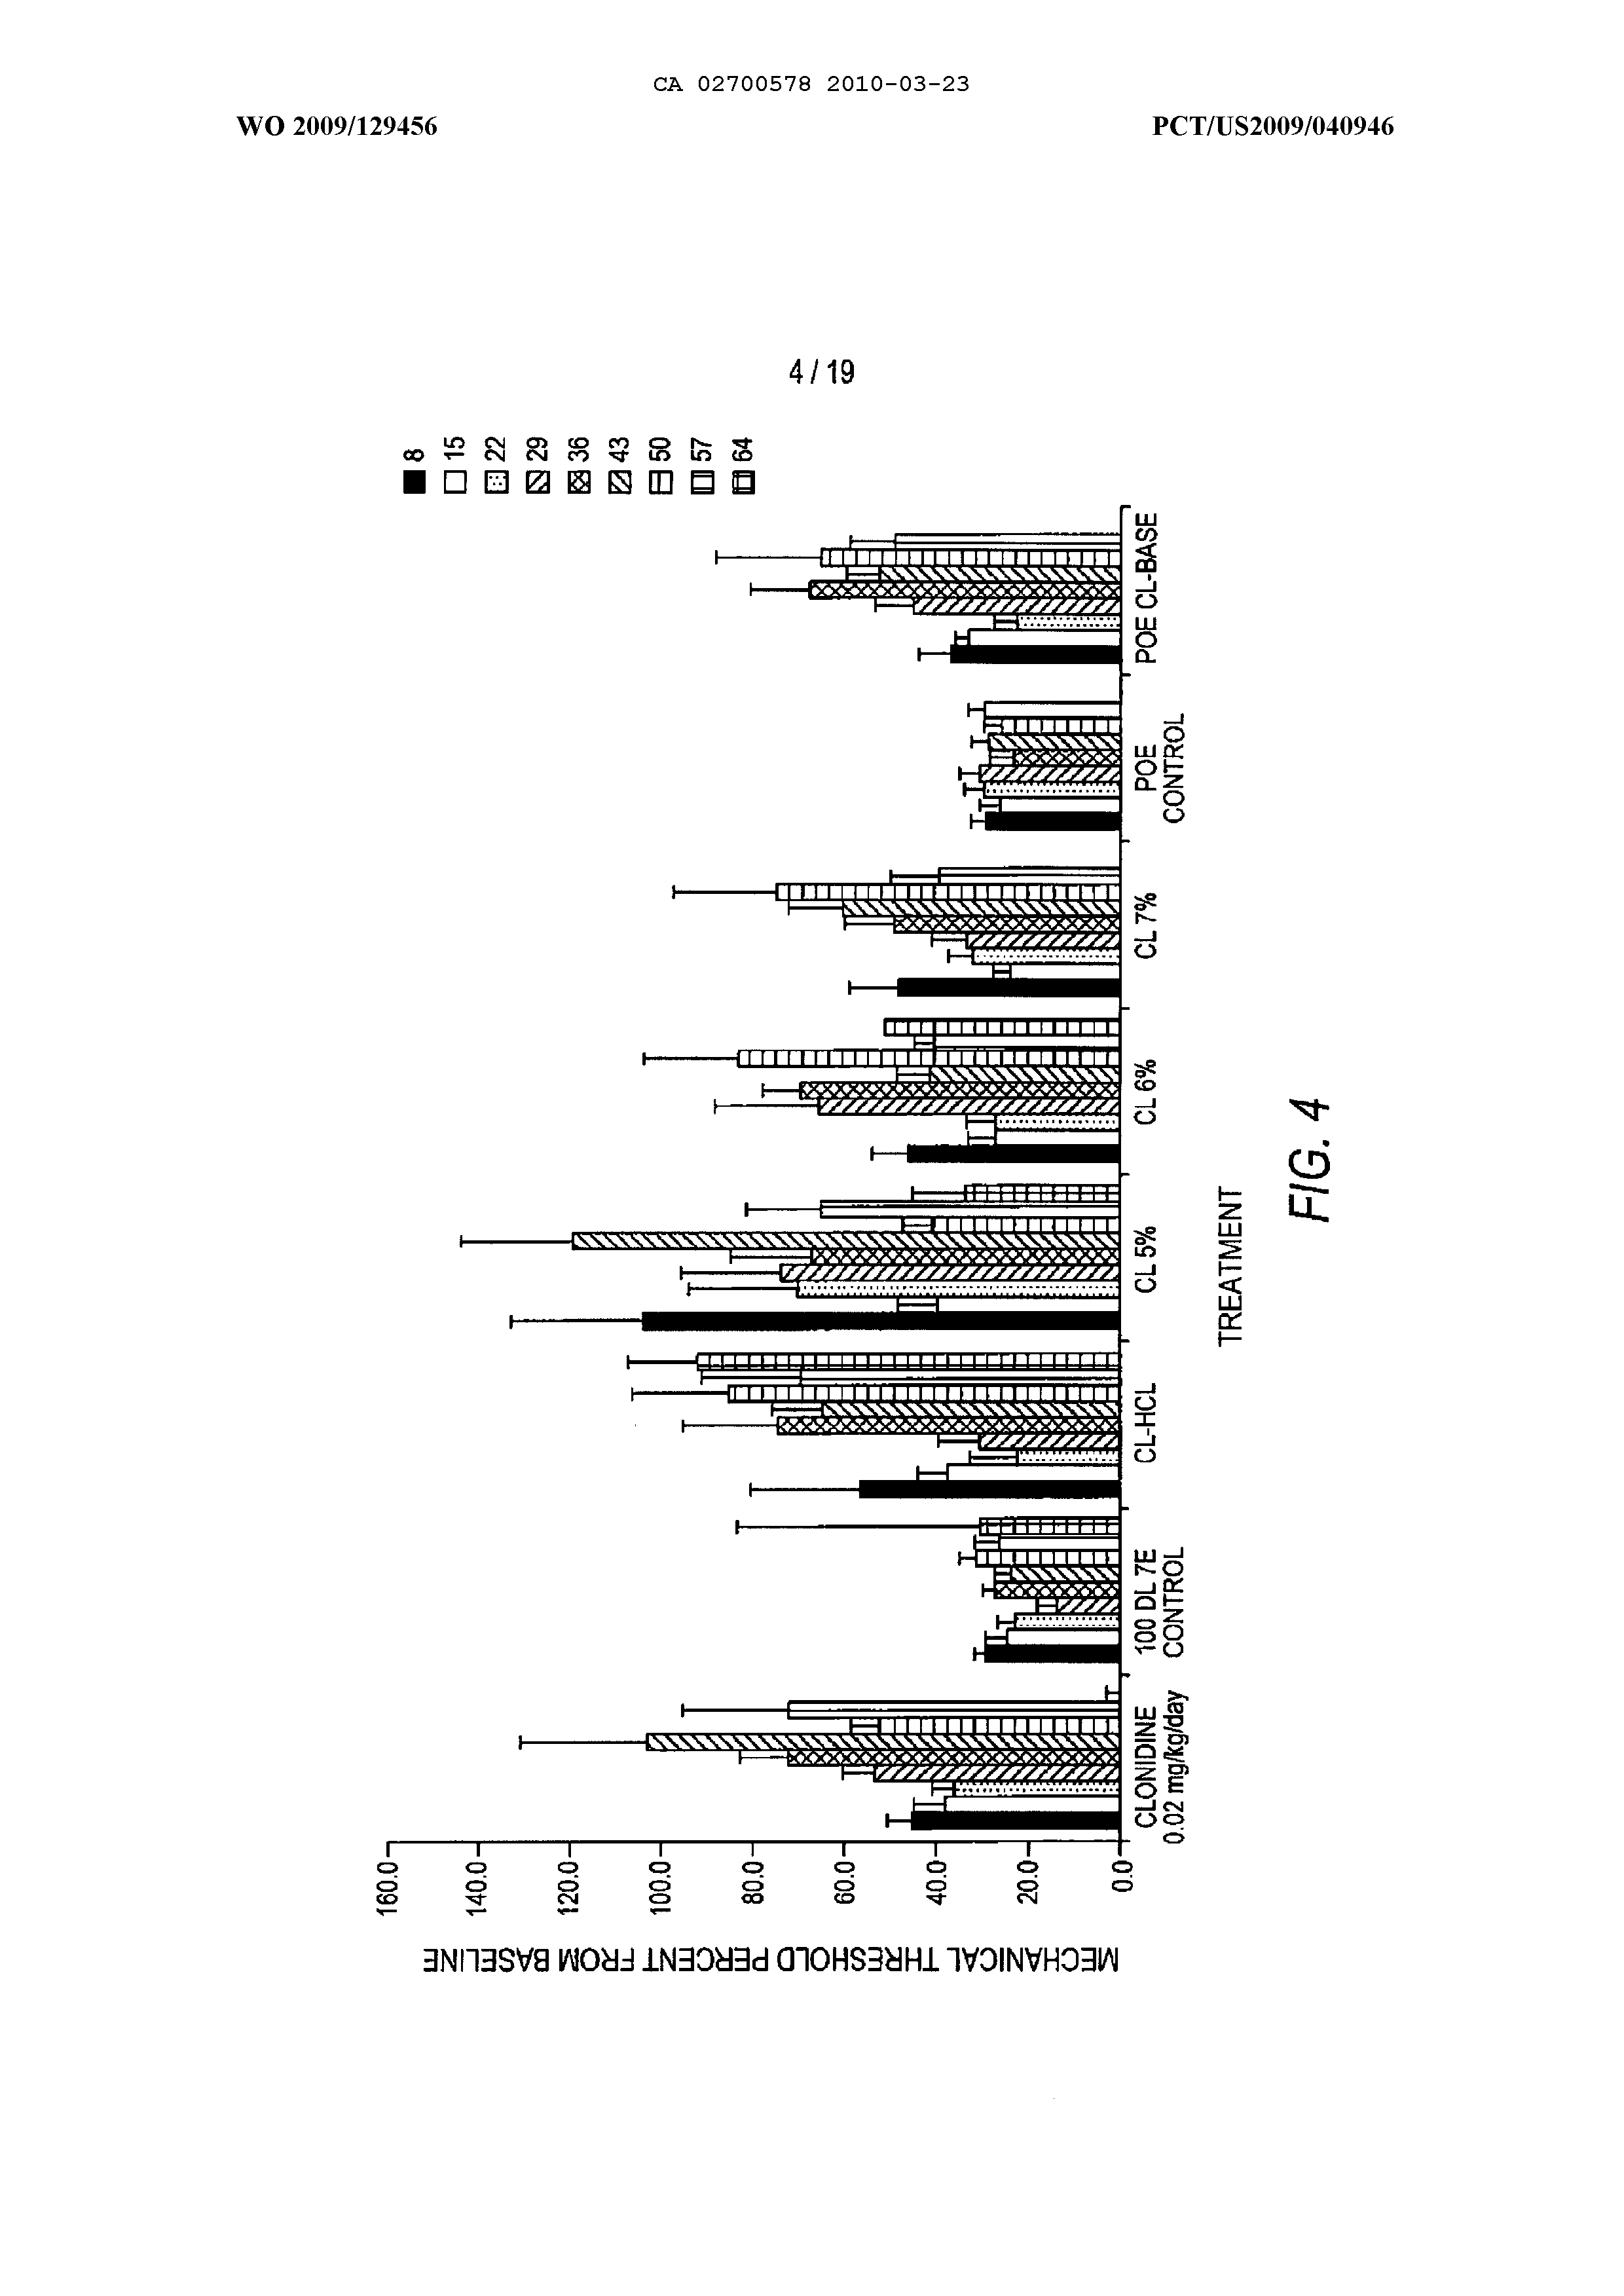 CA 02700578 2010-03-23
WO 2009/129456
PCT/US2009/040946
4 / 19
8
15
22
29
36
43
50
57
64
MECHANICAL THRESHOLD PERCENT FROM BASELINE
160.0
140.0
120.0
100.0
80.0
60.0
40.0
20.0
0.0
CLONIDINE
0.02 mg/kg/day
100 DL 7E
CONTROL
CL-HCL
CL 5%
CL 6%
CL 7%
POE
CONTROL
POE CL-BASE
TREATMENT
FIG. 4